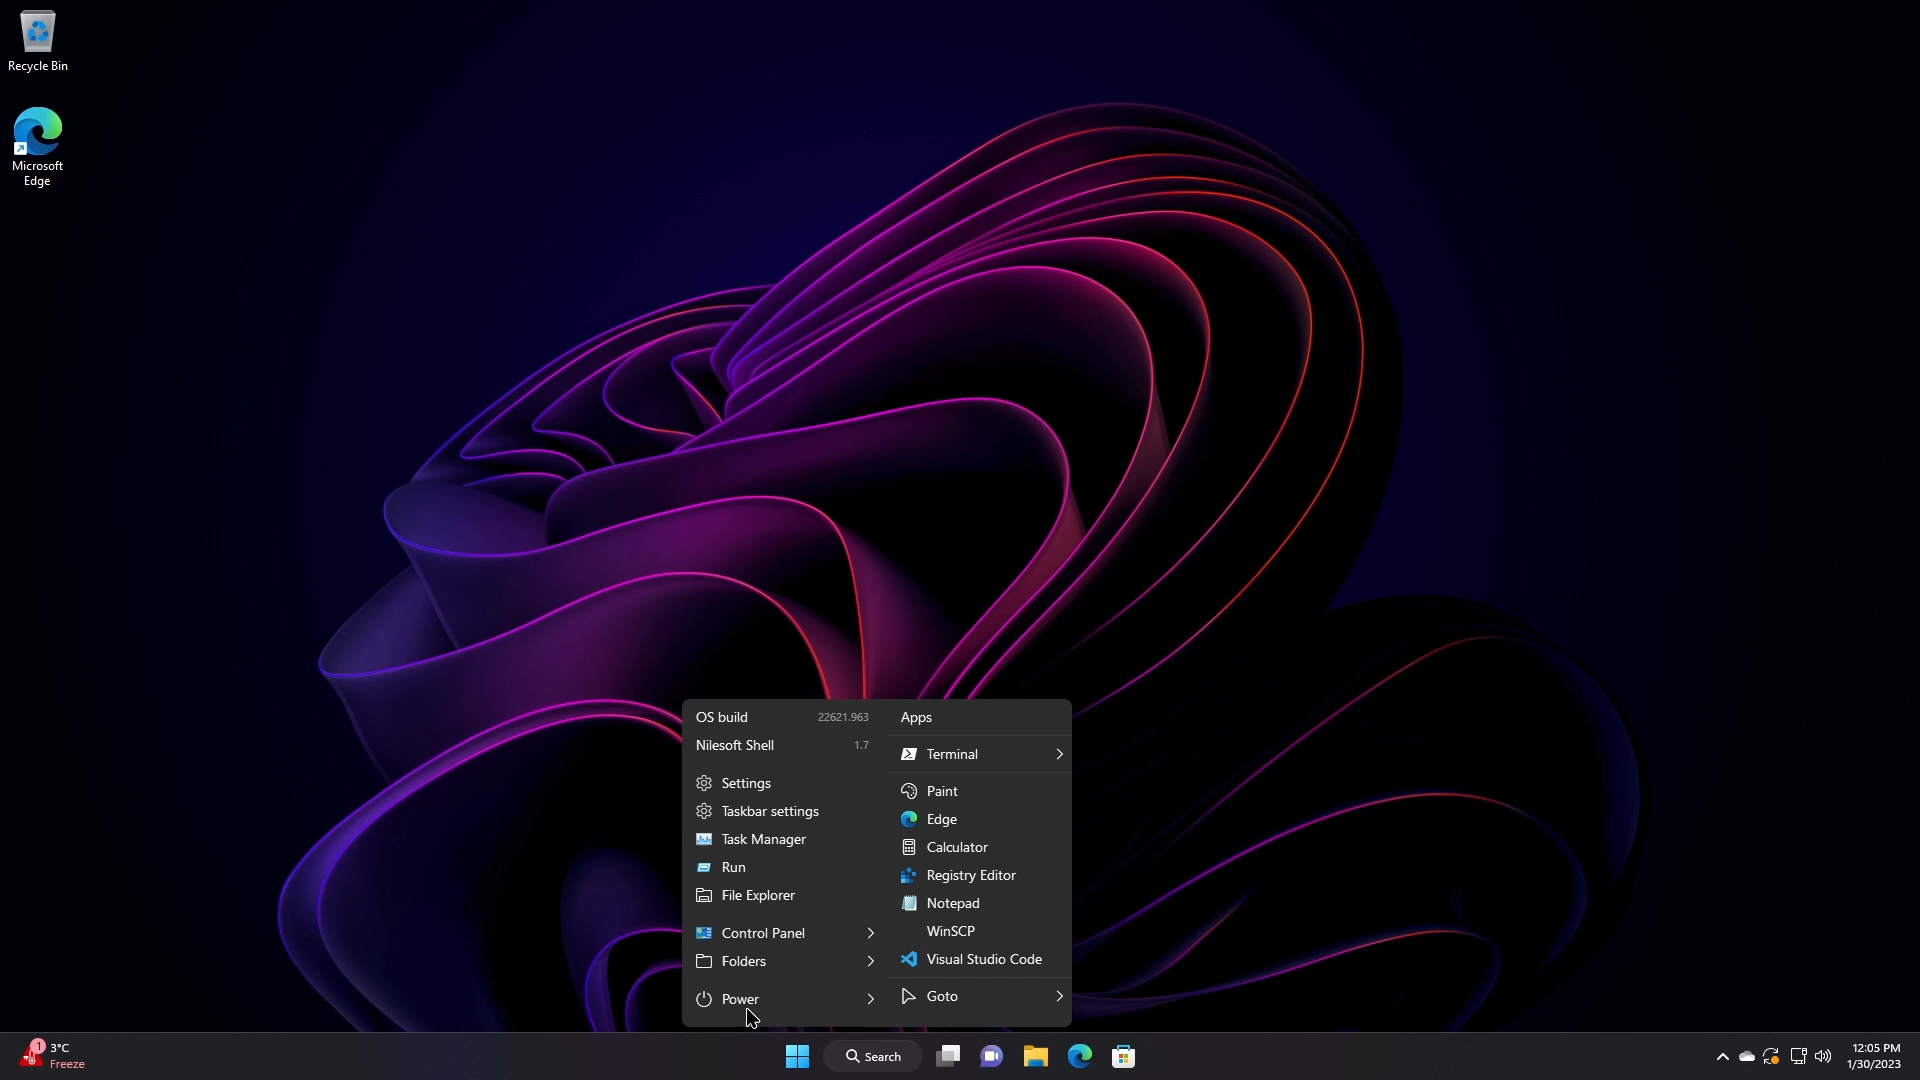 Recycle Bin
Microsoft
Edge
OS build 22621.963
Nilesoft Shell 1.7
Settings
Taskbar settings
Task Manager
Run
File Explorer
Control Panel
Folders
Power
Apps
Terminal
Paint
Edge
Calculator
Registry Editor
Notepad
WinSCP
Visual Studio Code
Goto
1
3°C
Freeze
Search
12:05 PM
1/30/2023